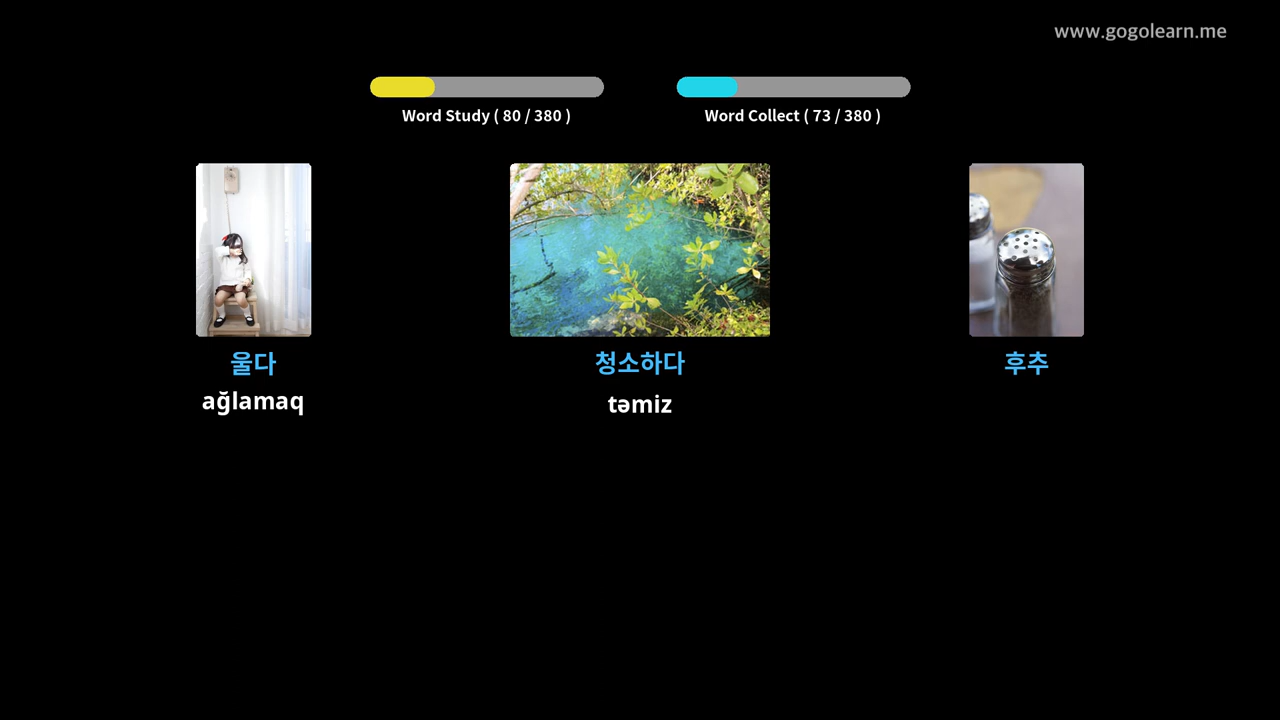 www.gogolearn.me
Word Study ( 80 / 380 )
Word Collect ( 73 / 380 )
울다
청소하다
후추
ağlamaq
təmiz